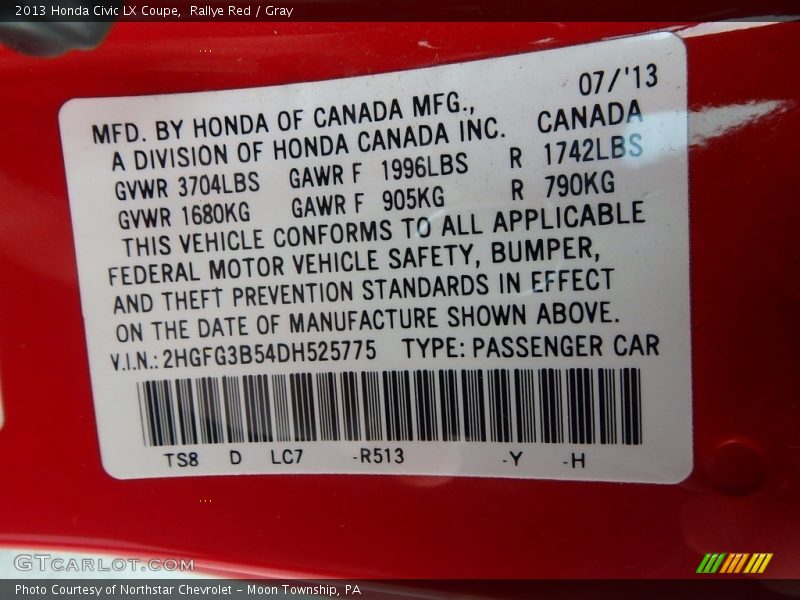 2013 Honda Civic LX Coupe,  Rallye Red / Gray
07/'13
MFD. BY HONDA OF CANADA MFG., CANADA
A DIVISION OF HONDA CANADA INC.
GVWR 3704LBS GAWR F 1996LBS R 1742LBS
GVWR 1680KG GAWR F 905KG R 790KG
THIS VEHICLE CONFORMS TO ALL APPLICABLE
FEDERAL MOTOR VEHICLE SAFETY, BUMPER,
AND THEFT PREVENTION STANDARDS IN EFFECT
ON THE DATE OF MANUFACTURE SHOWN ABOVE.
V.I.N.: 2HGFG3B54DH525775 TYPE: PASSENGER CAR
TS8 D LC7 -R513 -Y -H
GTCARLOT.COM
Photo Courtesy of Northstar Chevrolet – Moon Township, PA